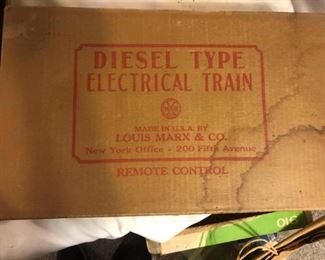 DIESEL TYPE
ELECTRICAL TRAIN
MADE IN U.S.A. BY
LOUIS MARX & CO.
New York Office - 200 Fifth Avenue
REMOTE CONTROL